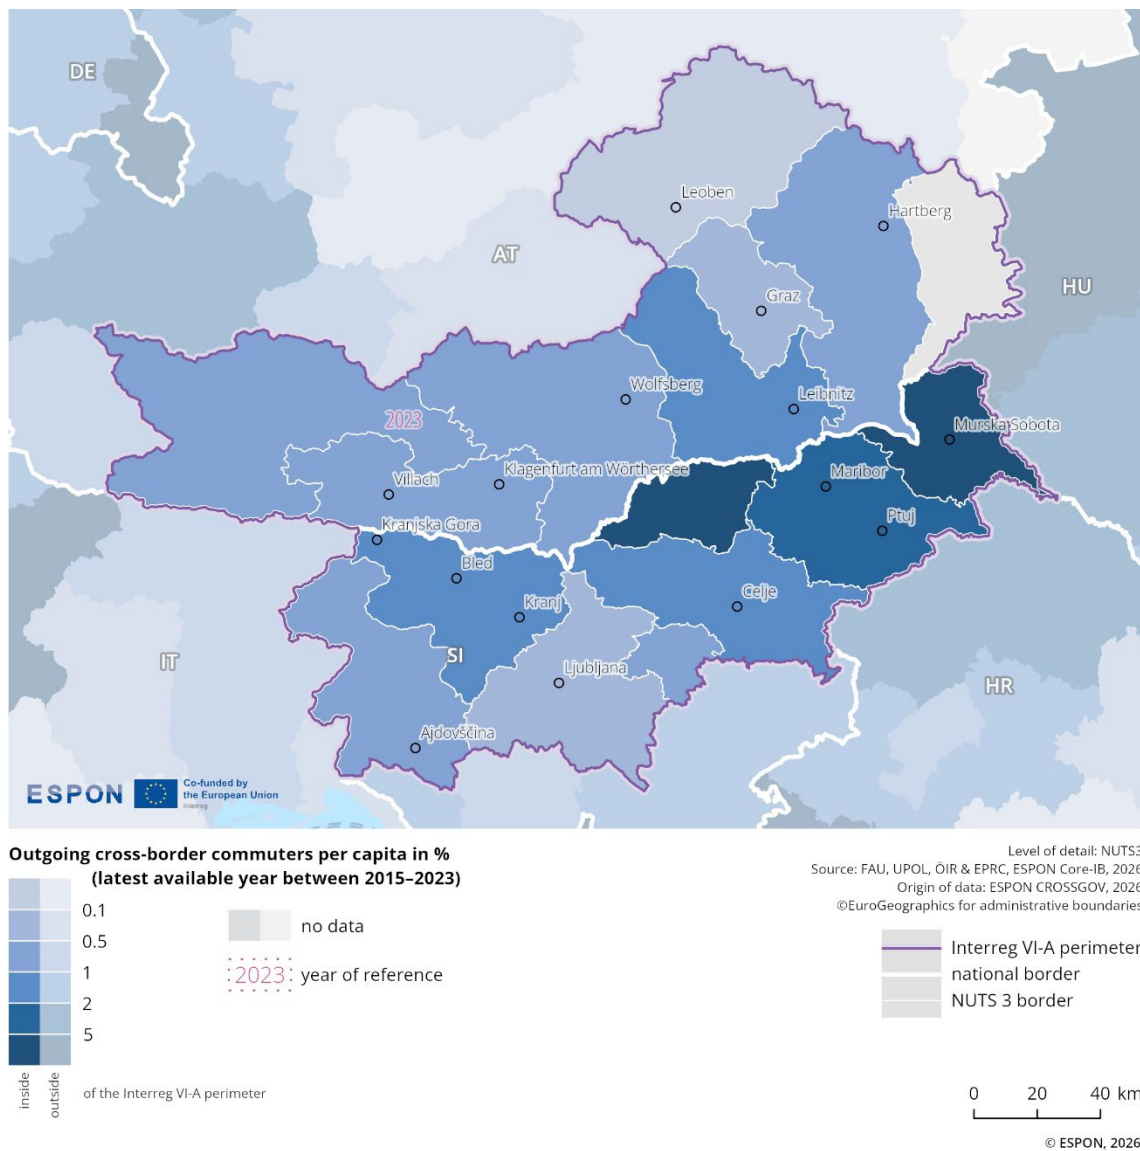 DE
Leoben
Hartberg
AT
HU
Graz
Wolfsberg
Leibnitz
2023
Murska Sobota
Klagenfurt am Wörthersee
Maribor
Villach
Ptuj
Kranjska Gora
Bled
Celje
Kranj
SI
IT
Ljubljana
HR
Ajdovščina
ESPON
Co-funded by
the European Union
Interreg
Outgoing cross-border commuters per capita in %
(latest available year between 2015–2023)
0.1
0.5
1
2
5
inside
outside
of the Interreg VI-A perimeter
no data
2023
year of reference
Level of detail: NUTS3
Source: FAU, UPOL, ÖIR & EPRC, ESPON Core-IB, 2026
Origin of data: ESPON CROSSGOV, 2026
©EuroGeographics for administrative boundaries
Interreg VI-A perimeter
national border
NUTS 3 border
0 20 40 km
© ESPON, 2026